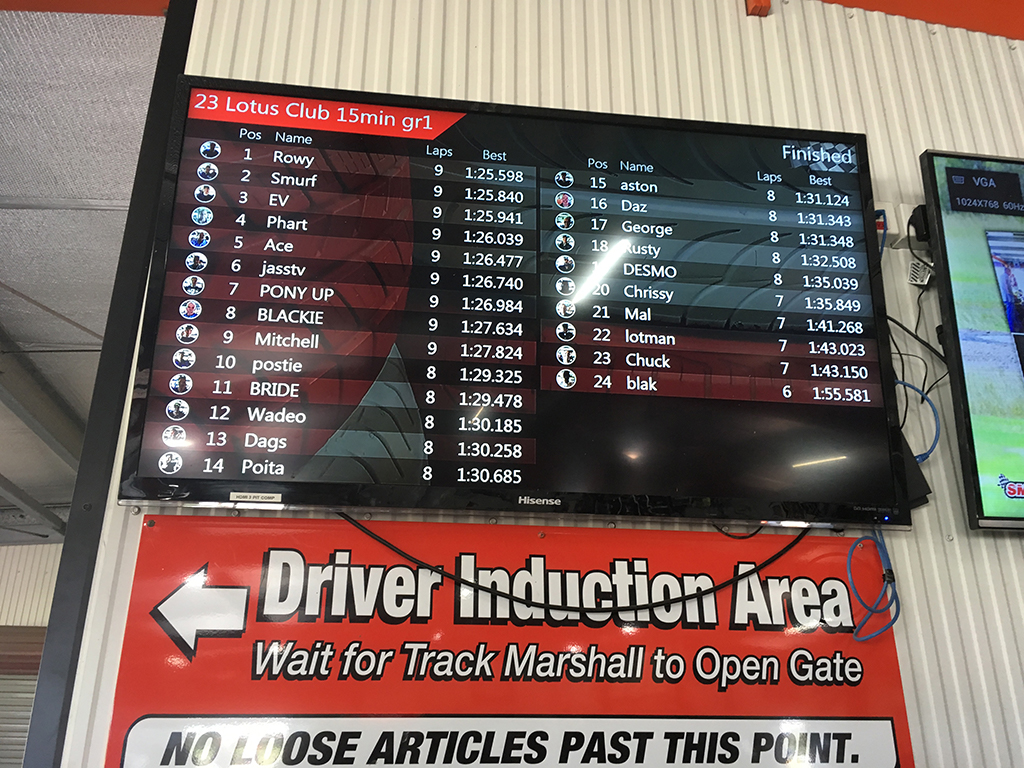 23 Lotus Club 15min gr1
Finished
Pos Name Laps Best
1 Rowy 9 1:25.598
2 Smurf 9 1:25.840
3 EV 9 1:25.941
4 Phart 9 1:26.039
5 Ace 9 1:26.477
6 jasstv 9 1:26.740
7 PONY UP 9 1:26.984
8 BLACKIE 9 1:27.634
9 Mitchell 9 1:27.824
10 postie 8 1:29.325
11 BRIDE 8 1:29.478
12 Wadeo 8 1:30.185
13 Dags 8 1:30.258
14 Poita 8 1:30.685
Pos Name Laps Best
15 aston 8 1:31.124
16 Daz 8 1:31.343
17 George 8 1:31.348
18 Rusty 8 1:32.508
DESMO 8 1:35.039
20 Chrissy 7 1:35.849
21 Mal 7 1:41.268
22 lotman 7 1:43.023
23 Chuck 7 1:43.150
24 blak 6 1:55.581
HDMI 2 PIT COMP
Hisense
VGA
1024X768 60Hz
SM
Driver Induction Area
Wait for Track Marshall to Open Gate
NO LOOSE ARTICLES PAST THIS POINT.